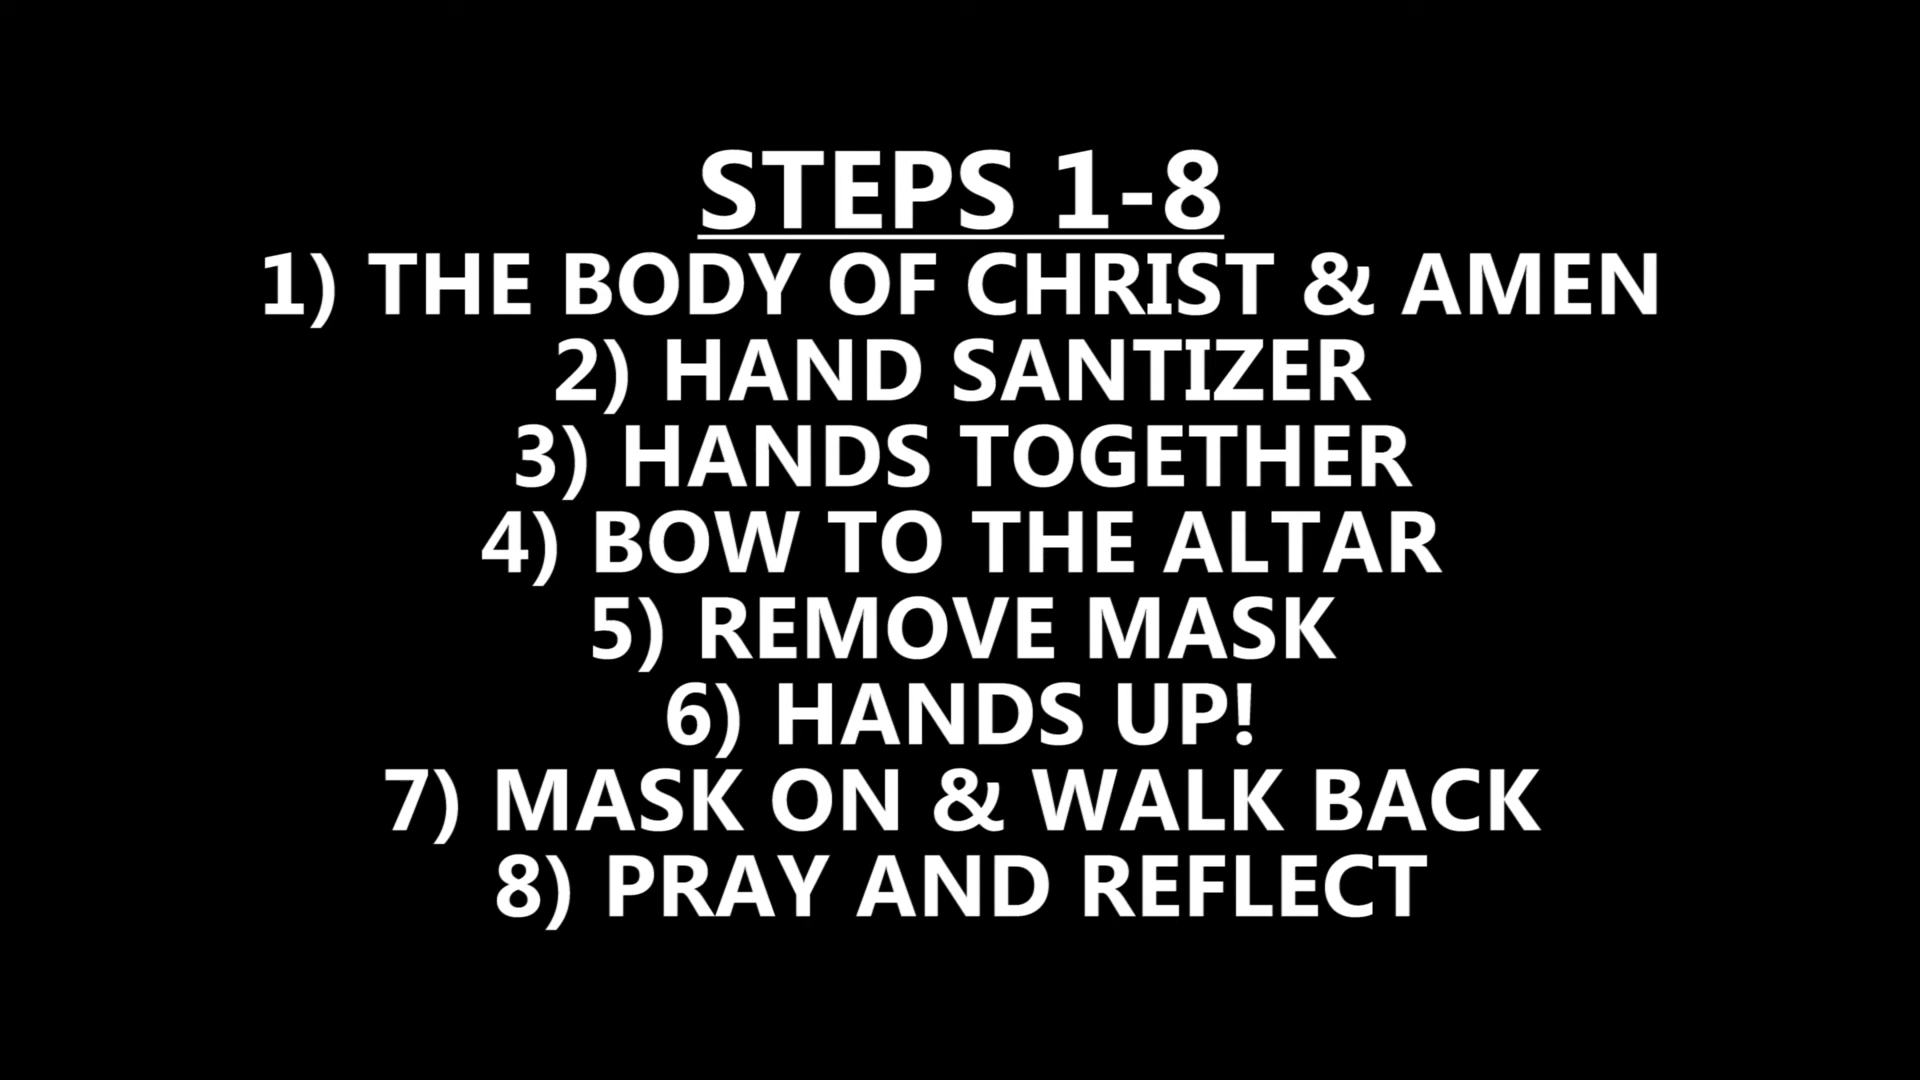 STEPS 1-8
1) THE BODY OF CHRIST & AMEN
2) HAND SANTIZER
3) HANDS TOGETHER
4) BOW TO THE ALTAR
5) REMOVE MASK
6) HANDS UP!
7) MASK ON & WALK BACK
8) PRAY AND REFLECT